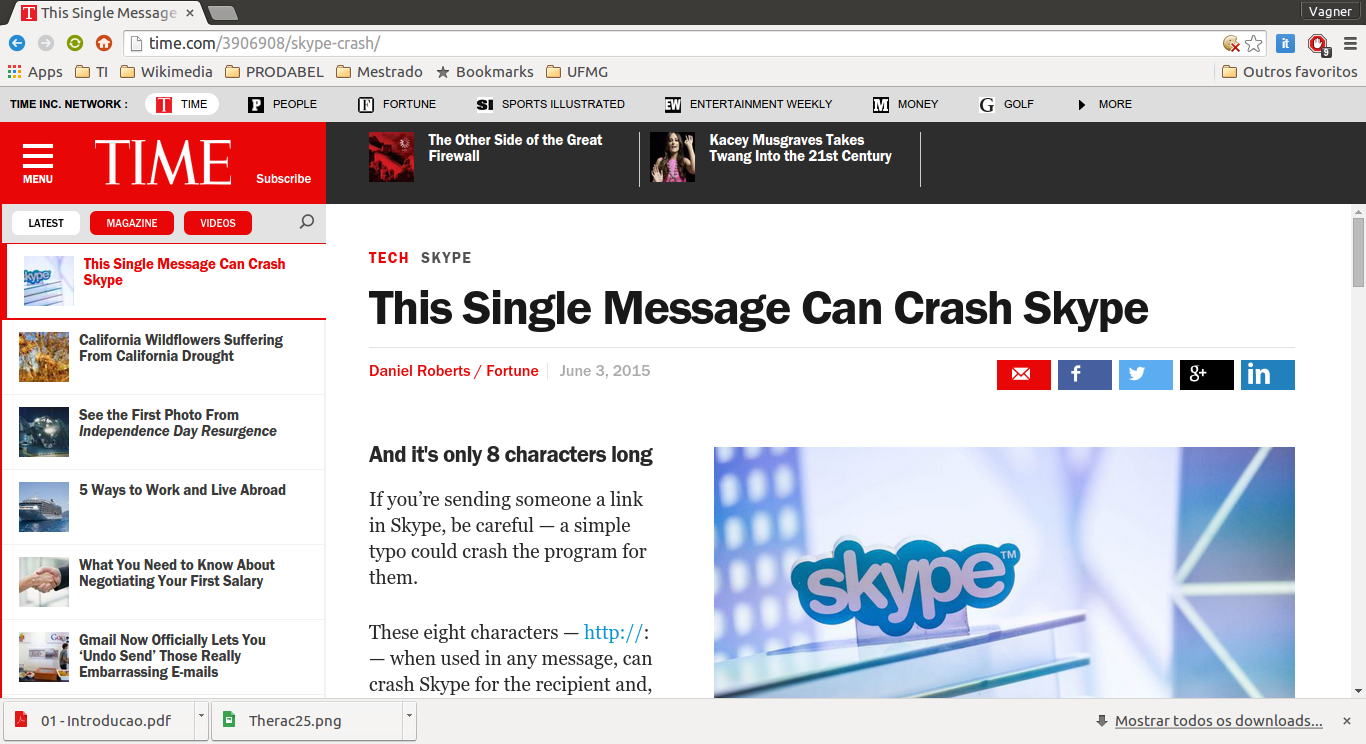 This Single Message
Vagner
time.com/3906908/skype-crash/
it
9
Apps TI Wikimedia PRODABEL Mestrado Bookmarks UFMG Outros favoritos
TIME INC. NETWORK : T TIME P PEOPLE F FORTUNE SI SPORTS ILLUSTRATED EW ENTERTAINMENT WEEKLY M MONEY G GOLF MORE
MENU
TIME
Subscribe
The Other Side of the Great
Firewall
Kacey Musgraves Takes
Twang Into the 21st Century
LATEST MAGAZINE VIDEOS
This Single Message Can Crash
Skype
California Wildflowers Suffering
From California Drought
See the First Photo From
Independence Day Resurgence
5 Ways to Work and Live Abroad
What You Need to Know About
Negotiating Your First Salary
Gmail Now Officially Lets You
‘Undo Send’ Those Really
Embarrassing E-mails
TECH SKYPE
This Single Message Can Crash Skype
Daniel Roberts / Fortune June 3, 2015
f g+ in
And it's only 8 characters long
If you’re sending someone a link
in Skype, be careful — a simple
typo could crash the program for
them.
These eight characters — http://:
— when used in any message, can
crash Skype for the recipient and,
skype™
01 - Introducao.pdf
Therac25.png
Mostrar todos os downloads...